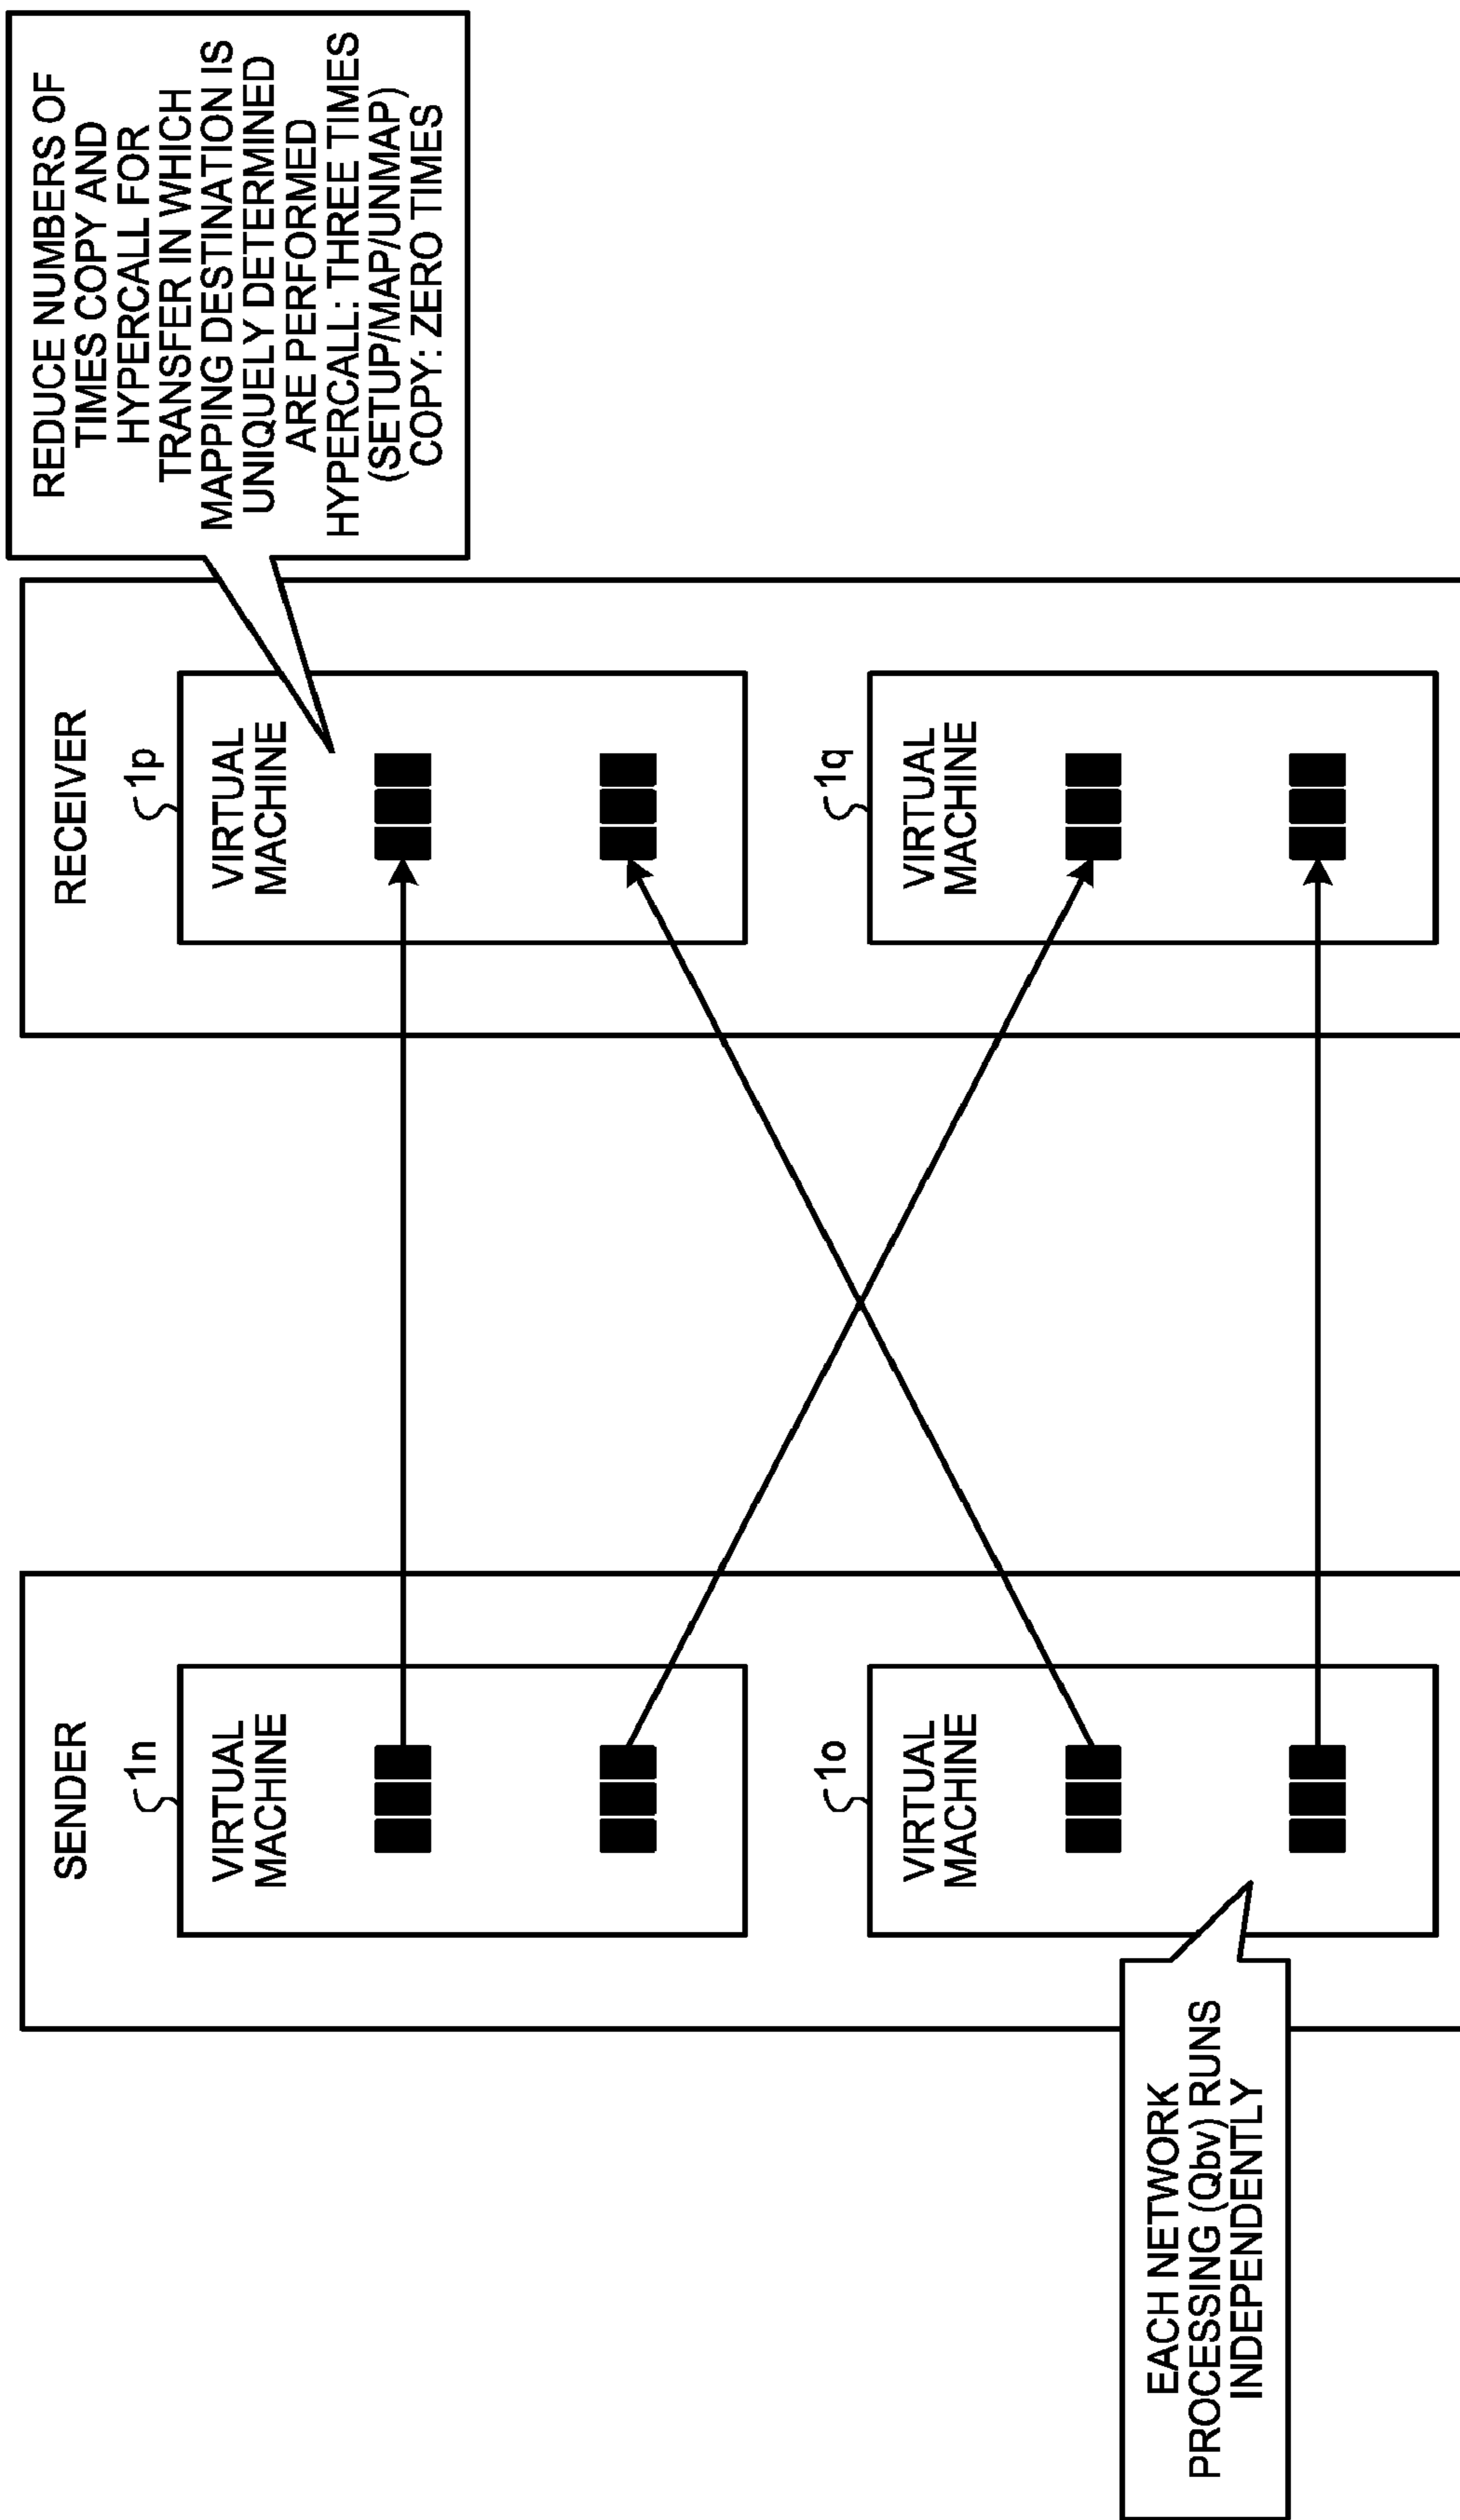 SENDER
1n
VIRTUAL
MACHINE
1o
VIRTUAL
MACHINE
EACH NETWORK
PROCESSING (Qbv) RUNS
INDEPENDENTLY
RECEIVER
1p
VIRTUAL
MACHINE
1q
VIRTUAL
MACHINE
REDUCE NUMBERS OF
TIMES COPY AND
HYPERCALL FOR
TRANSFER IN WHICH
MAPPING DESTINATION IS
UNIQUELY DETERMINED
ARE PERFORMED
HYPERCALL: THREE TIMES
(SETUP/MAP/UNMAP)
COPY: ZERO TIMES